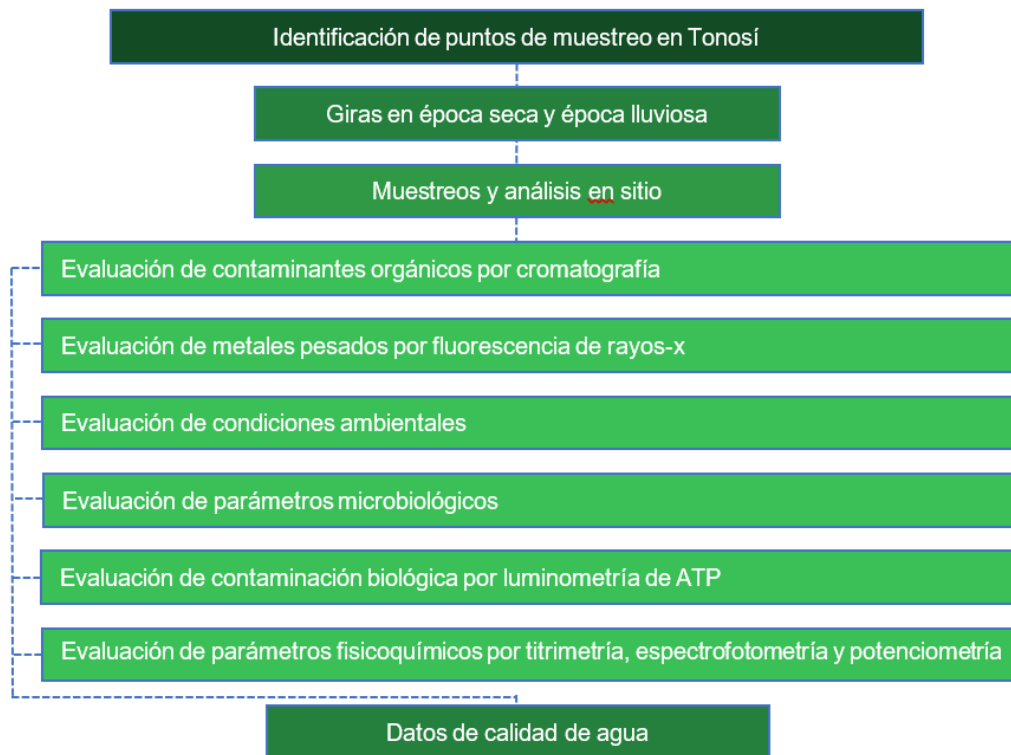 Identificación de puntos de muestreo en Tonosí
Giras en época seca y época lluviosa
Muestreos y análisis en sitio
Evaluación de contaminantes orgánicos por cromatografía
Evaluación de metales pesados por fluorescencia de rayos-x
Evaluación de condiciones ambientales
Evaluación de parámetros microbiológicos
Evaluación de contaminación biológica por luminometría de ATP
Evaluación de parámetros fisicoquímicos por titrimetría, espectrofotometría y potenciometría
Datos de calidad de agua